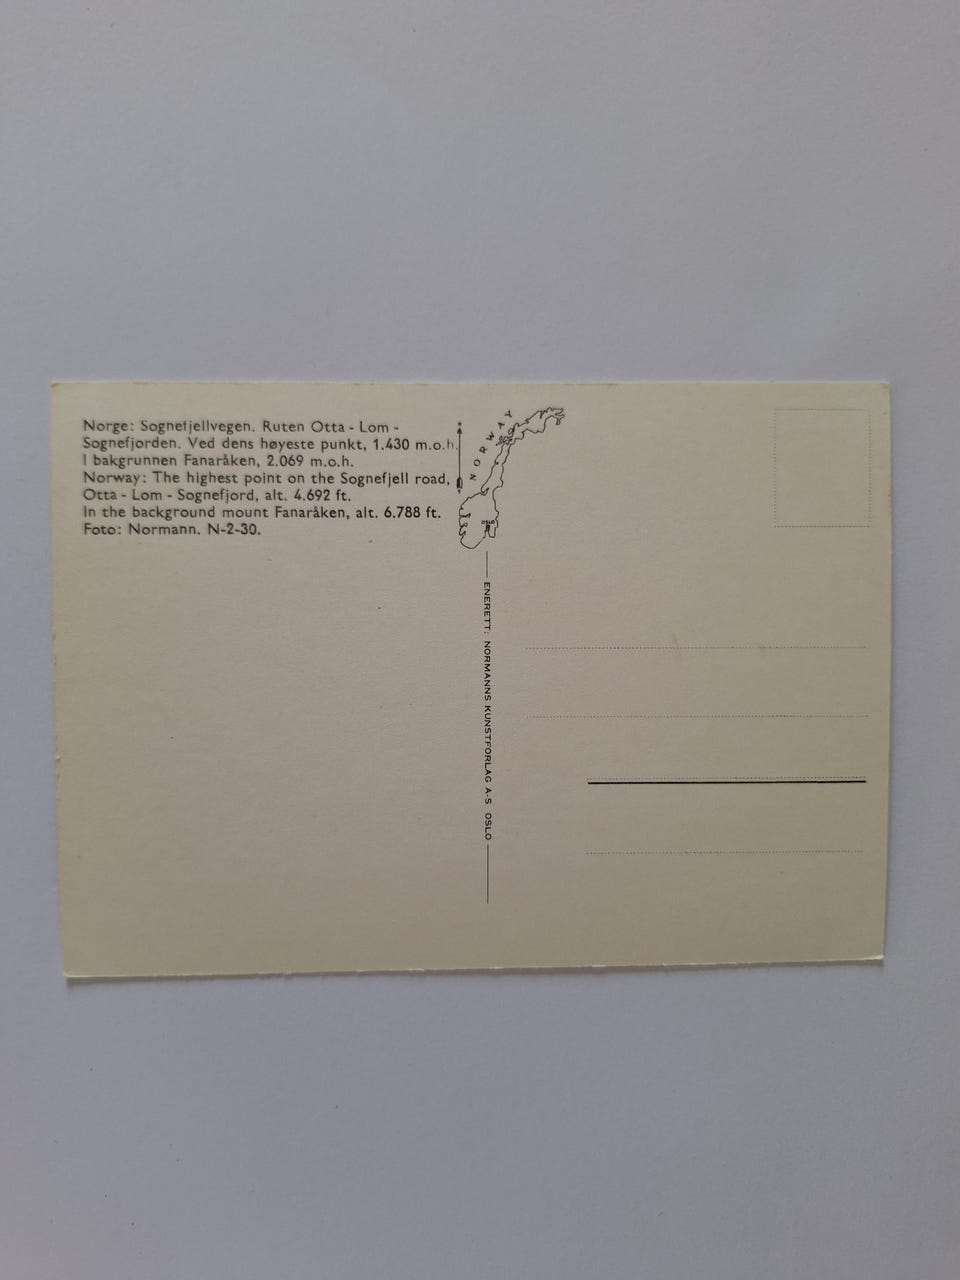 Norge: Sognefjellvegen. Ruten Otta - Lom -
Sognefjorden. Ved dens høyeste punkt, 1.430 m.o.h.
I bakgrunnen Fanaråken, 2.069 m.o.h.
Norway: The highest point on the Sognefjell road,
Otta - Lom - Sognefjord, alt. 4.692 ft.
In the background mount Fanaråken, alt. 6.788 ft.
Foto: Normann. N-2-30.
NORWAY
OSLO
ENERETT: NORMANNS KUNSTFORLAG A-S OSLO